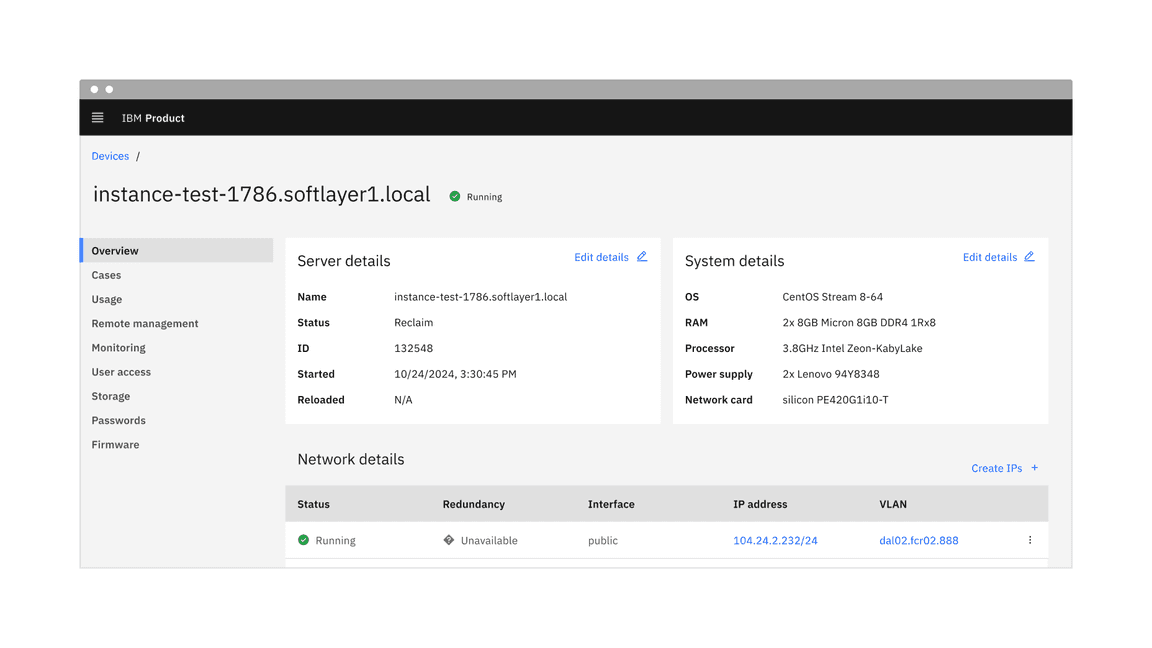 IBM Product
Devices /
instance-test-1786.softlayer1.local Running
Overview
Cases
Usage
Remote management
Monitoring
User access
Storage
Passwords
Firmware
Server details Edit details
Name instance-test-1786.softlayer1.local
Status Reclaim
ID 132548
Started 10/24/2024, 3:30:45 PM
Reloaded N/A
System details Edit details
OS CentOS Stream 8-64
RAM 2x 8GB Micron 8GB DDR4 1Rx8
Processor 3.8GHz Intel Zeon-KabyLake
Power supply 2x Lenovo 94Y8348
Network card silicon PE420G1i10-T
Network details
Create IPs +
Status Redundancy Interface IP address VLAN
Running Unavailable public 104.24.2.232/24 dal02.fcr02.888